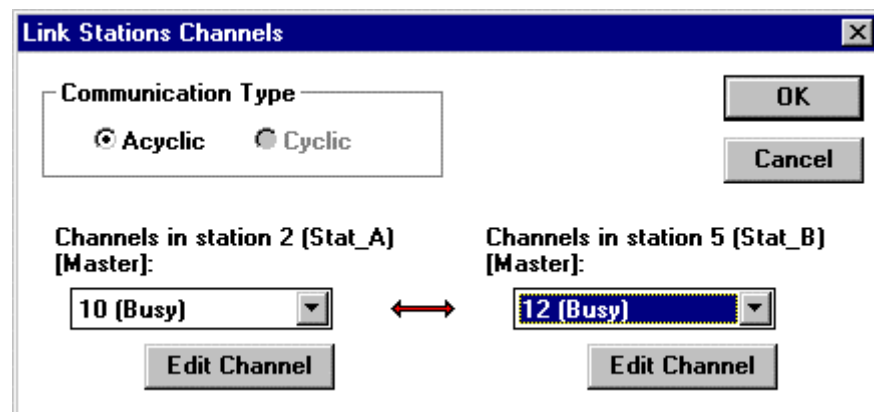 Link Stations Channels
Communication Type
Acyclic
Cyclic
OK
Cancel
Channels in station 2 (Stat_A)
[Master]:
10 (Busy)
Edit Channel
Channels in station 5 (Stat_B)
[Master]:
12 (Busy)
Edit Channel